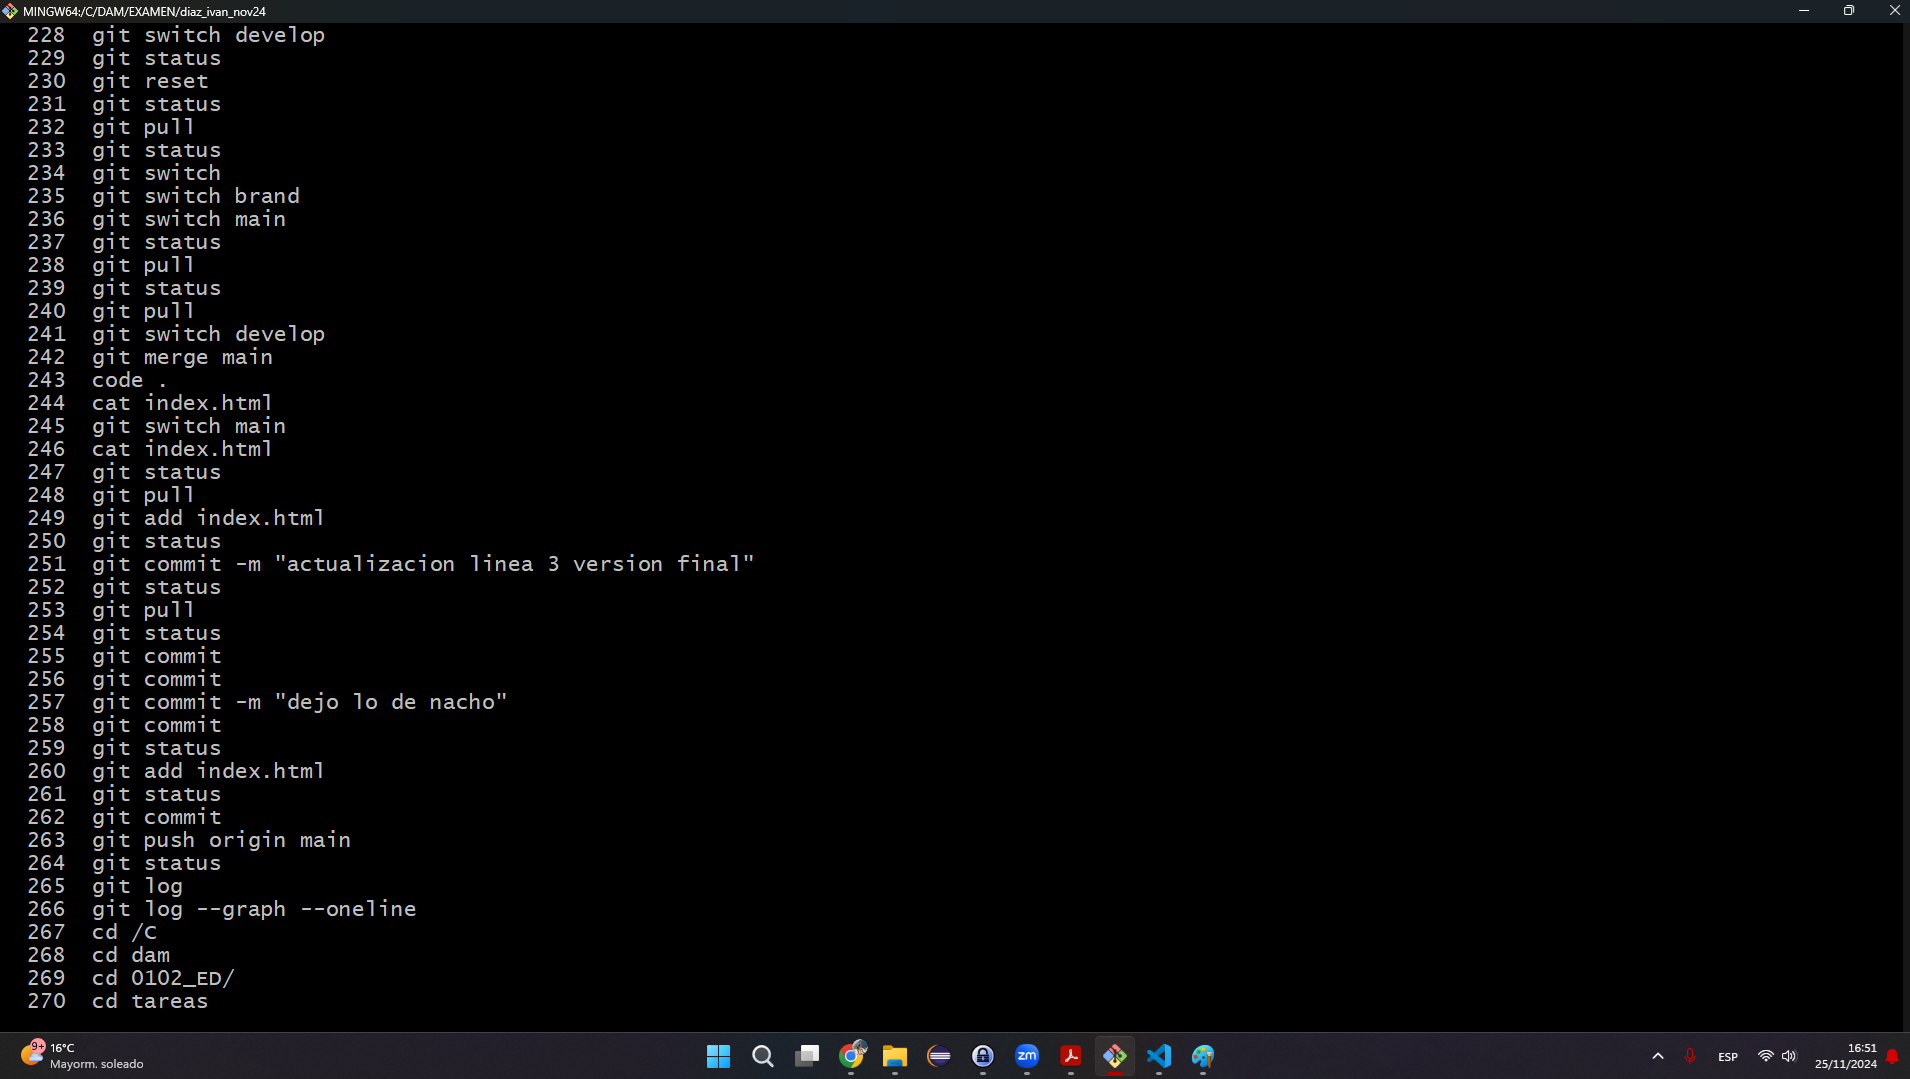 MINGW64:/C/DAM/EXAMEN/diaz_ivan_nov24
228 git switch develop
229 git status
230 git reset
231 git status
232 git pull
233 git status
234 git switch
235 git switch brand
236 git switch main
237 git status
238 git pull
239 git status
240 git pull
241 git switch develop
242 git merge main
243 code .
244 cat index.html
245 git switch main
246 cat index.html
247 git status
248 git pull
249 git add index.html
250 git status
251 git commit -m "actualizacion linea 3 version final"
252 git status
253 git pull
254 git status
255 git commit
256 git commit
257 git commit -m "dejo lo de nacho"
258 git commit
259 git status
260 git add index.html
261 git status
262 git commit
263 git push origin main
264 git status
265 git log
266 git log --graph --oneline
267 cd /C
268 cd dam
269 cd 0102_ED/
270 cd tareas
9+
16°C
Mayorm. soleado
zm
ESP
16:51
25/11/2024